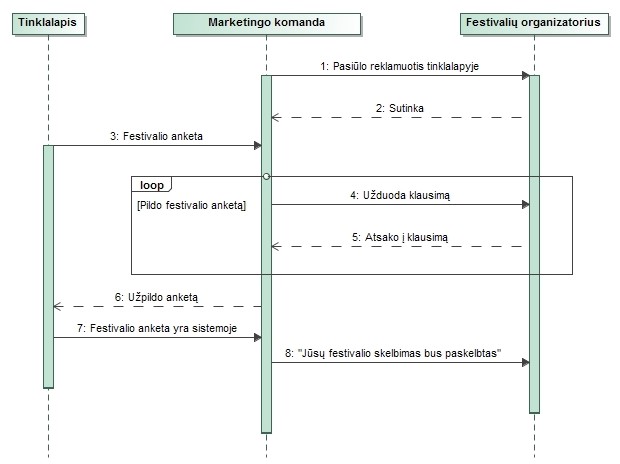 Tinklalapis
Marketingo komanda
Festivalių organizatorius
1: Pasiūlo reklamuotis tinklalapyje
2: Sutinka
3: Festivalio anketa
loop
[Pildo festivalio anketą]
4: Užduoda klausimą
5: Atsako į klausimą
6: Užpildo anketą
7: Festivalio anketa yra sistemoje
8: "Jūsų festivalio skelbimas bus paskelbtas"